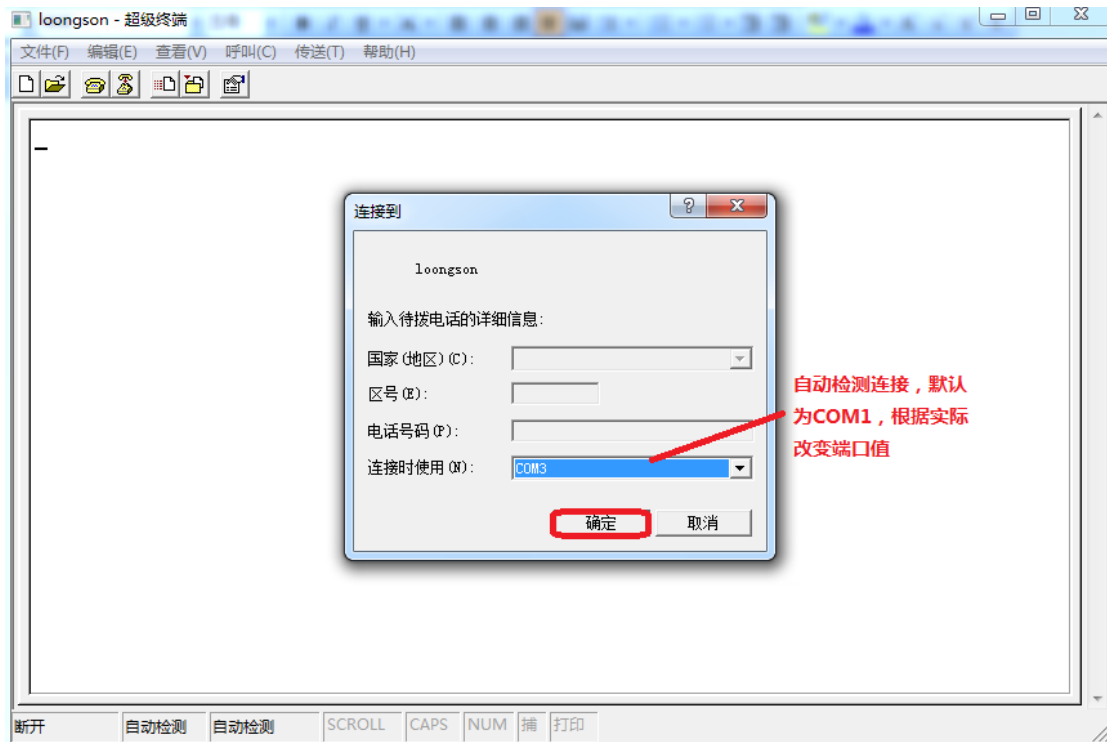 loongson - 超级终端
文件(F) 编辑(E) 查看(V) 呼叫(C) 传送(T) 帮助(H)
连接到
loongson
输入待拨电话的详细信息:
国家(地区)(C):
区号(E):
电话号码(P):
连接时使用(N): COM3
确定 取消
自动检测连接，默认
为COM1，根据实际
改变端口值
断开 自动检测 自动检测 SCROLL CAPS NUM 捕 打印